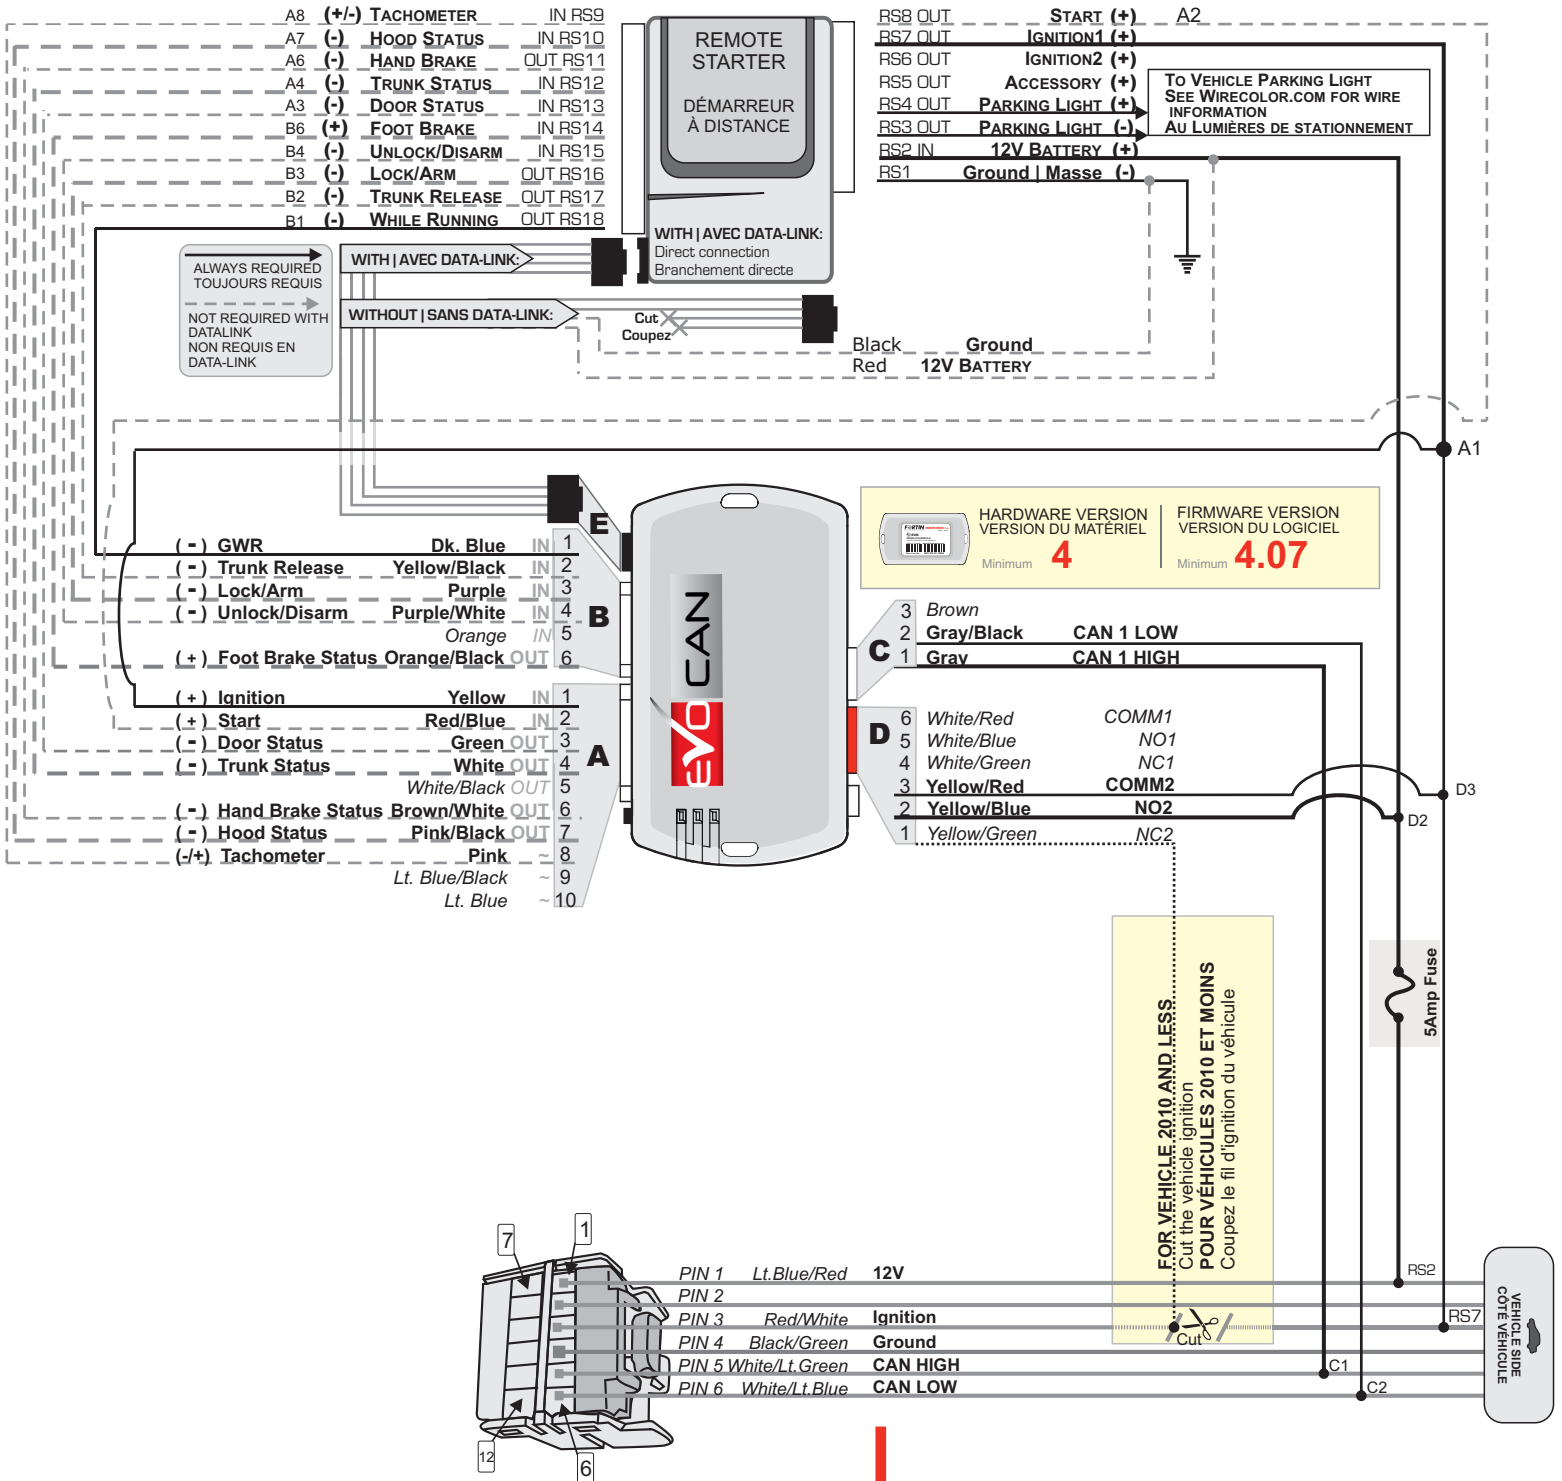 A8 (+/-) TACHOMETER IN RS9
A7 (-) HOOD STATUS IN RS10
A6 (-) HAND BRAKE OUT RS11
A4 (-) TRUNK STATUS IN RS12
A3 (-) DOOR STATUS IN RS13
B6 (+) FOOT BRAKE IN RS14
B4 (-) UNLOCK/DISARM IN RS15
B3 (-) LOCK/ARM OUT RS16
B2 (-) TRUNK RELEASE OUT RS17
B1 (-) WHILE RUNNING OUT RS18
REMOTE
STARTER
DÉMARREUR
À DISTANCE
WITH | AVEC DATA-LINK:
Direct connection
Branchement directe
RS8 OUT START (+) A2
RS7 OUT IGNITION1 (+)
RS6 OUT IGNITION2 (+)
RS5 OUT ACCESSORY (+)
RS4 OUT PARKING LIGHT (+)
RS3 OUT PARKING LIGHT (-)
RS2 IN 12V BATTERY (+)
RS1 Ground | Masse (-)
TO VEHICLE PARKING LIGHT
SEE WIRECOLOR.COM FOR WIRE
INFORMATION
AU LUMIÈRES DE STATIONNEMENT
ALWAYS REQUIRED
TOUJOURS REQUIS
NOT REQUIRED WITH
DATALINK
NON REQUIS EN
DATA-LINK
WITH | AVEC DATA-LINK:
WITHOUT | SANS DATA-LINK:
Cut
Coupez
Black Ground
Red 12V BATTERY
A1
E
( - ) GWR Dk. Blue IN 1
( - ) Trunk Release Yellow/Black IN 2
( - ) Lock/Arm Purple IN 3
( - ) Unlock/Disarm Purple/White IN 4
Orange IN 5
( + ) Foot Brake Status Orange/Black OUT 6
B
( + ) Ignition Yellow IN 1
( + ) Start Red/Blue IN 2
( - ) Door Status Green OUT 3
( - ) Trunk Status White OUT 4
White/Black OUT 5
( - ) Hand Brake Status Brown/White OUT 6
( - ) Hood Status Pink/Black OUT 7
(-/+) Tachometer Pink ~ 8
Lt. Blue/Black ~ 9
Lt. Blue ~ 10
A
EVO CAN
FORTIN
HARDWARE VERSION
VERSION DU MATÉRIEL
Minimum 4
FIRMWARE VERSION
VERSION DU LOGICIEL
Minimum 4.07
C
3 Brown
2 Gray/Black CAN 1 LOW
1 Gray CAN 1 HIGH
D
6 White/Red COMM1
5 White/Blue NO1
4 White/Green NC1
3 Yellow/Red COMM2
2 Yellow/Blue NO2
1 Yellow/Green NC2
D3
D2
5Amp Fuse
FOR VEHICLE 2010 AND LESS
Cut the vehicle ignition
POUR VÉHICULES 2010 ET MOINS
Coupez le fil d'ignition du véhicule
Cut
7
1
12
6
PIN 1 Lt.Blue/Red 12V
PIN 2
PIN 3 Red/White Ignition
PIN 4 Black/Green Ground
PIN 5 White/Lt.Green CAN HIGH
PIN 6 White/Lt.Blue CAN LOW
RS2
RS7
C1
C2
VEHICLE SIDE
CÔTÉ VÉHICULE